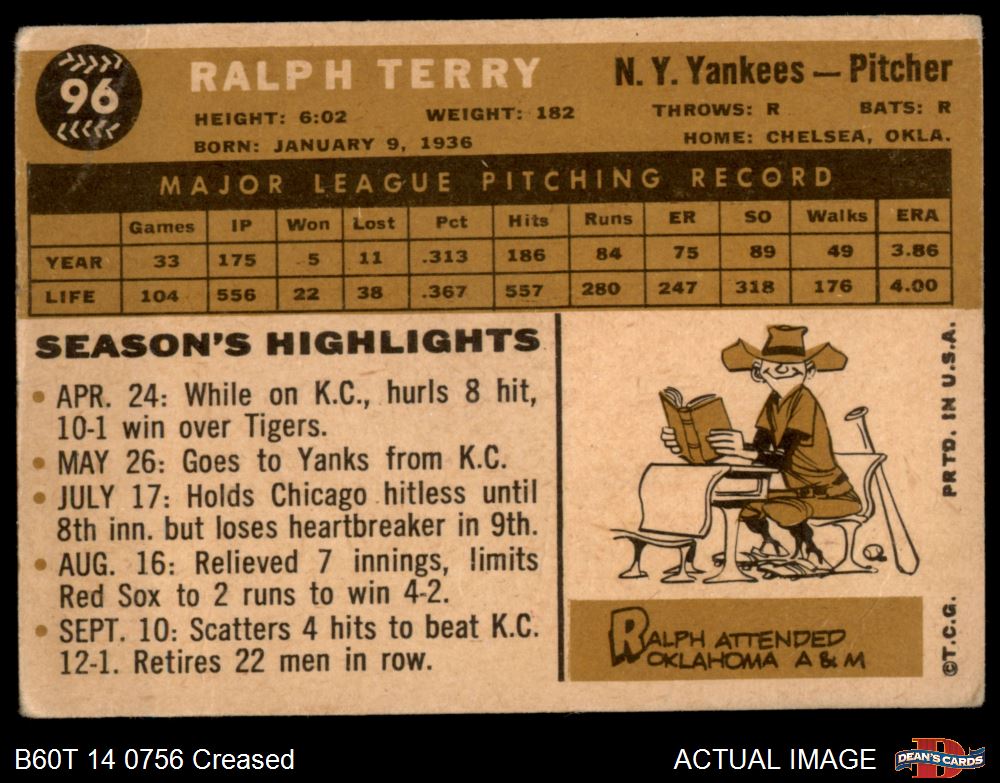 96
RALPH TERRY
N. Y. Yankees — Pitcher
HEIGHT: 6:02 WEIGHT: 182 THROWS: R BATS: R
BORN: JANUARY 9, 1936 HOME: CHELSEA, OKLA.
MAJOR LEAGUE PITCHING RECORD
Games IP Won Lost Pct Hits Runs ER SO Walks ERA
YEAR 33 175 5 11 .313 186 84 75 89 49 3.86
LIFE 104 556 22 38 .367 557 280 247 318 176 4.00
SEASON'S HIGHLIGHTS
• APR. 24: While on K.C., hurls 8 hit,
10-1 win over Tigers.
• MAY 26: Goes to Yanks from K.C.
• JULY 17: Holds Chicago hitless until
8th inn. but loses heartbreaker in 9th.
• AUG. 16: Relieved 7 innings, limits
Red Sox to 2 runs to win 4-2.
• SEPT. 10: Scatters 4 hits to beat K.C.
12-1. Retires 22 men in row.
RALPH ATTENDED
OKLAHOMA A & M
©T.C.G. PRTD. IN U.S.A.
B60T 14 0756 Creased
ACTUAL IMAGE
D
DEAN'S CARDS